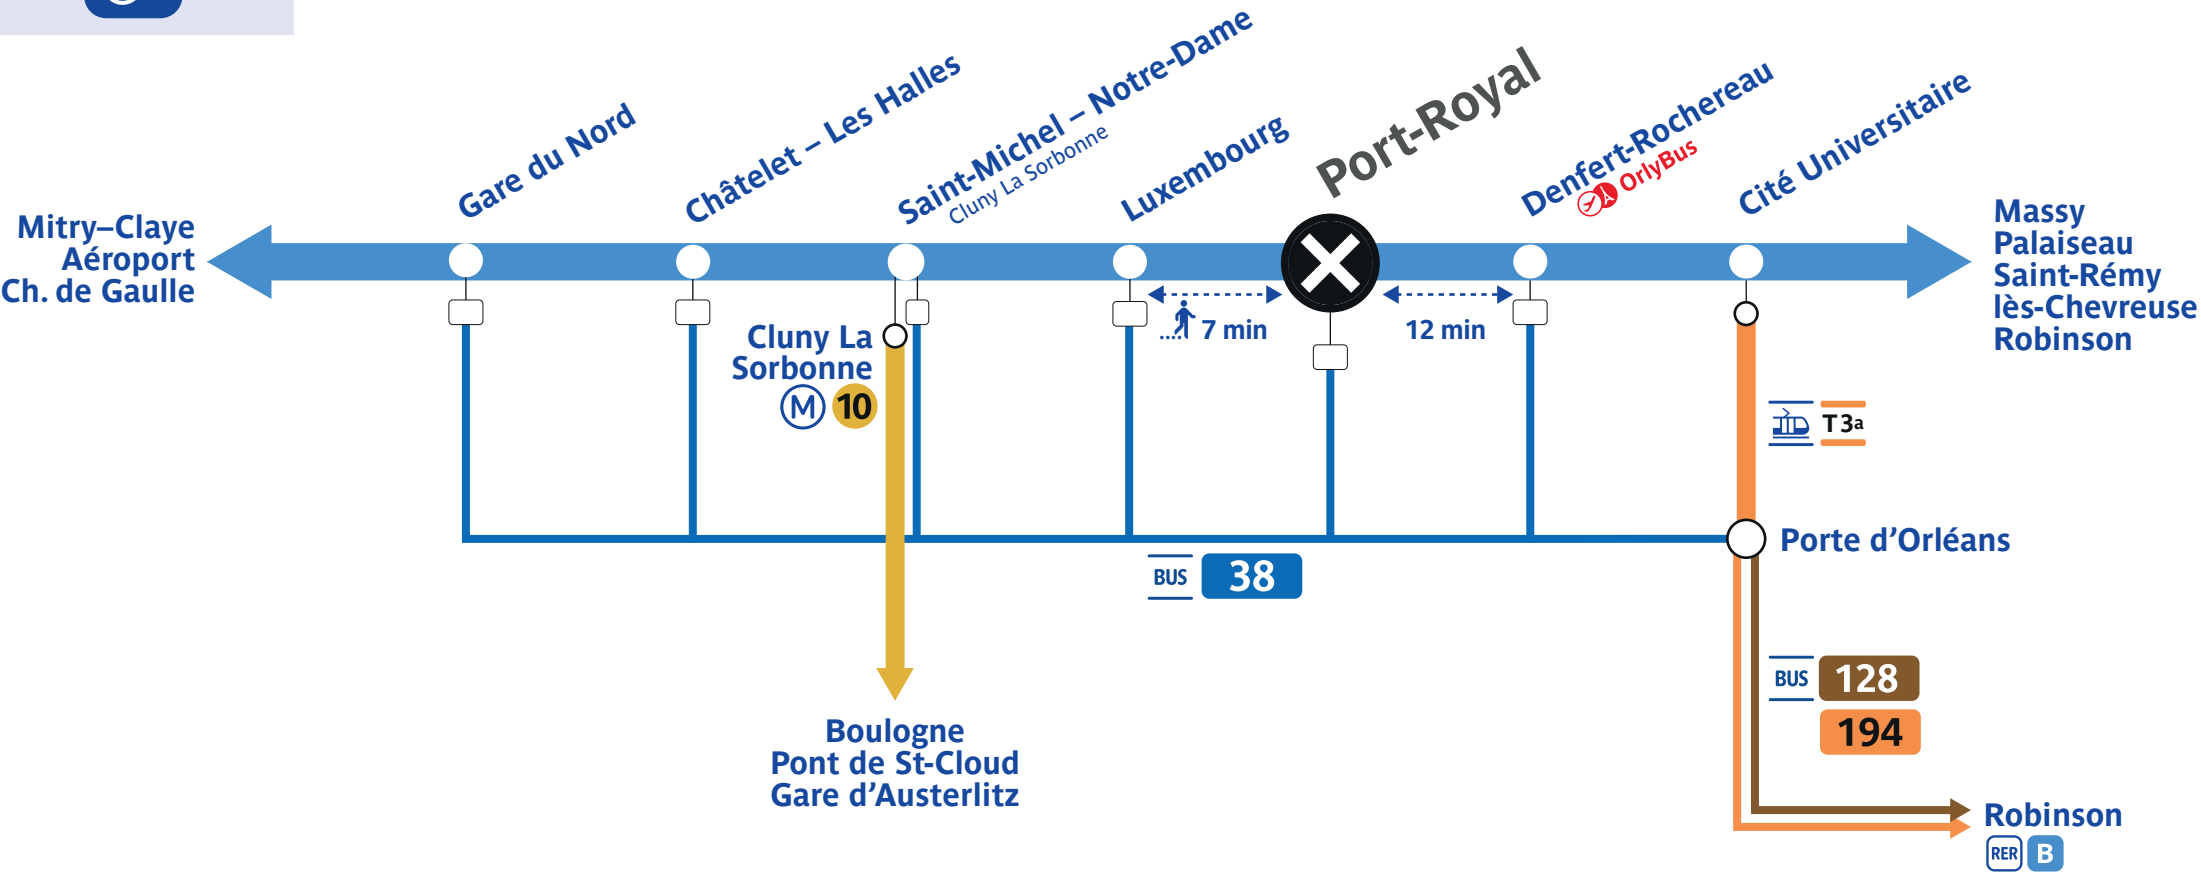 Gare du Nord
Châtelet – Les Halles
Saint-Michel – Notre-Dame
Cluny La Sorbonne
Luxembourg
Port-Royal
Denfert-Rochereau
OrlyBus
Cité Universitaire
Mitry–Claye
Aéroport
Ch. de Gaulle
Massy
Palaiseau
Saint-Rémy
lès-Chevreuse
Robinson
7 min
12 min
Cluny La
Sorbonne
M 10
T3a
Porte d'Orléans
BUS 38
BUS 128
194
Boulogne
Pont de St-Cloud
Gare d'Austerlitz
Robinson
RER B